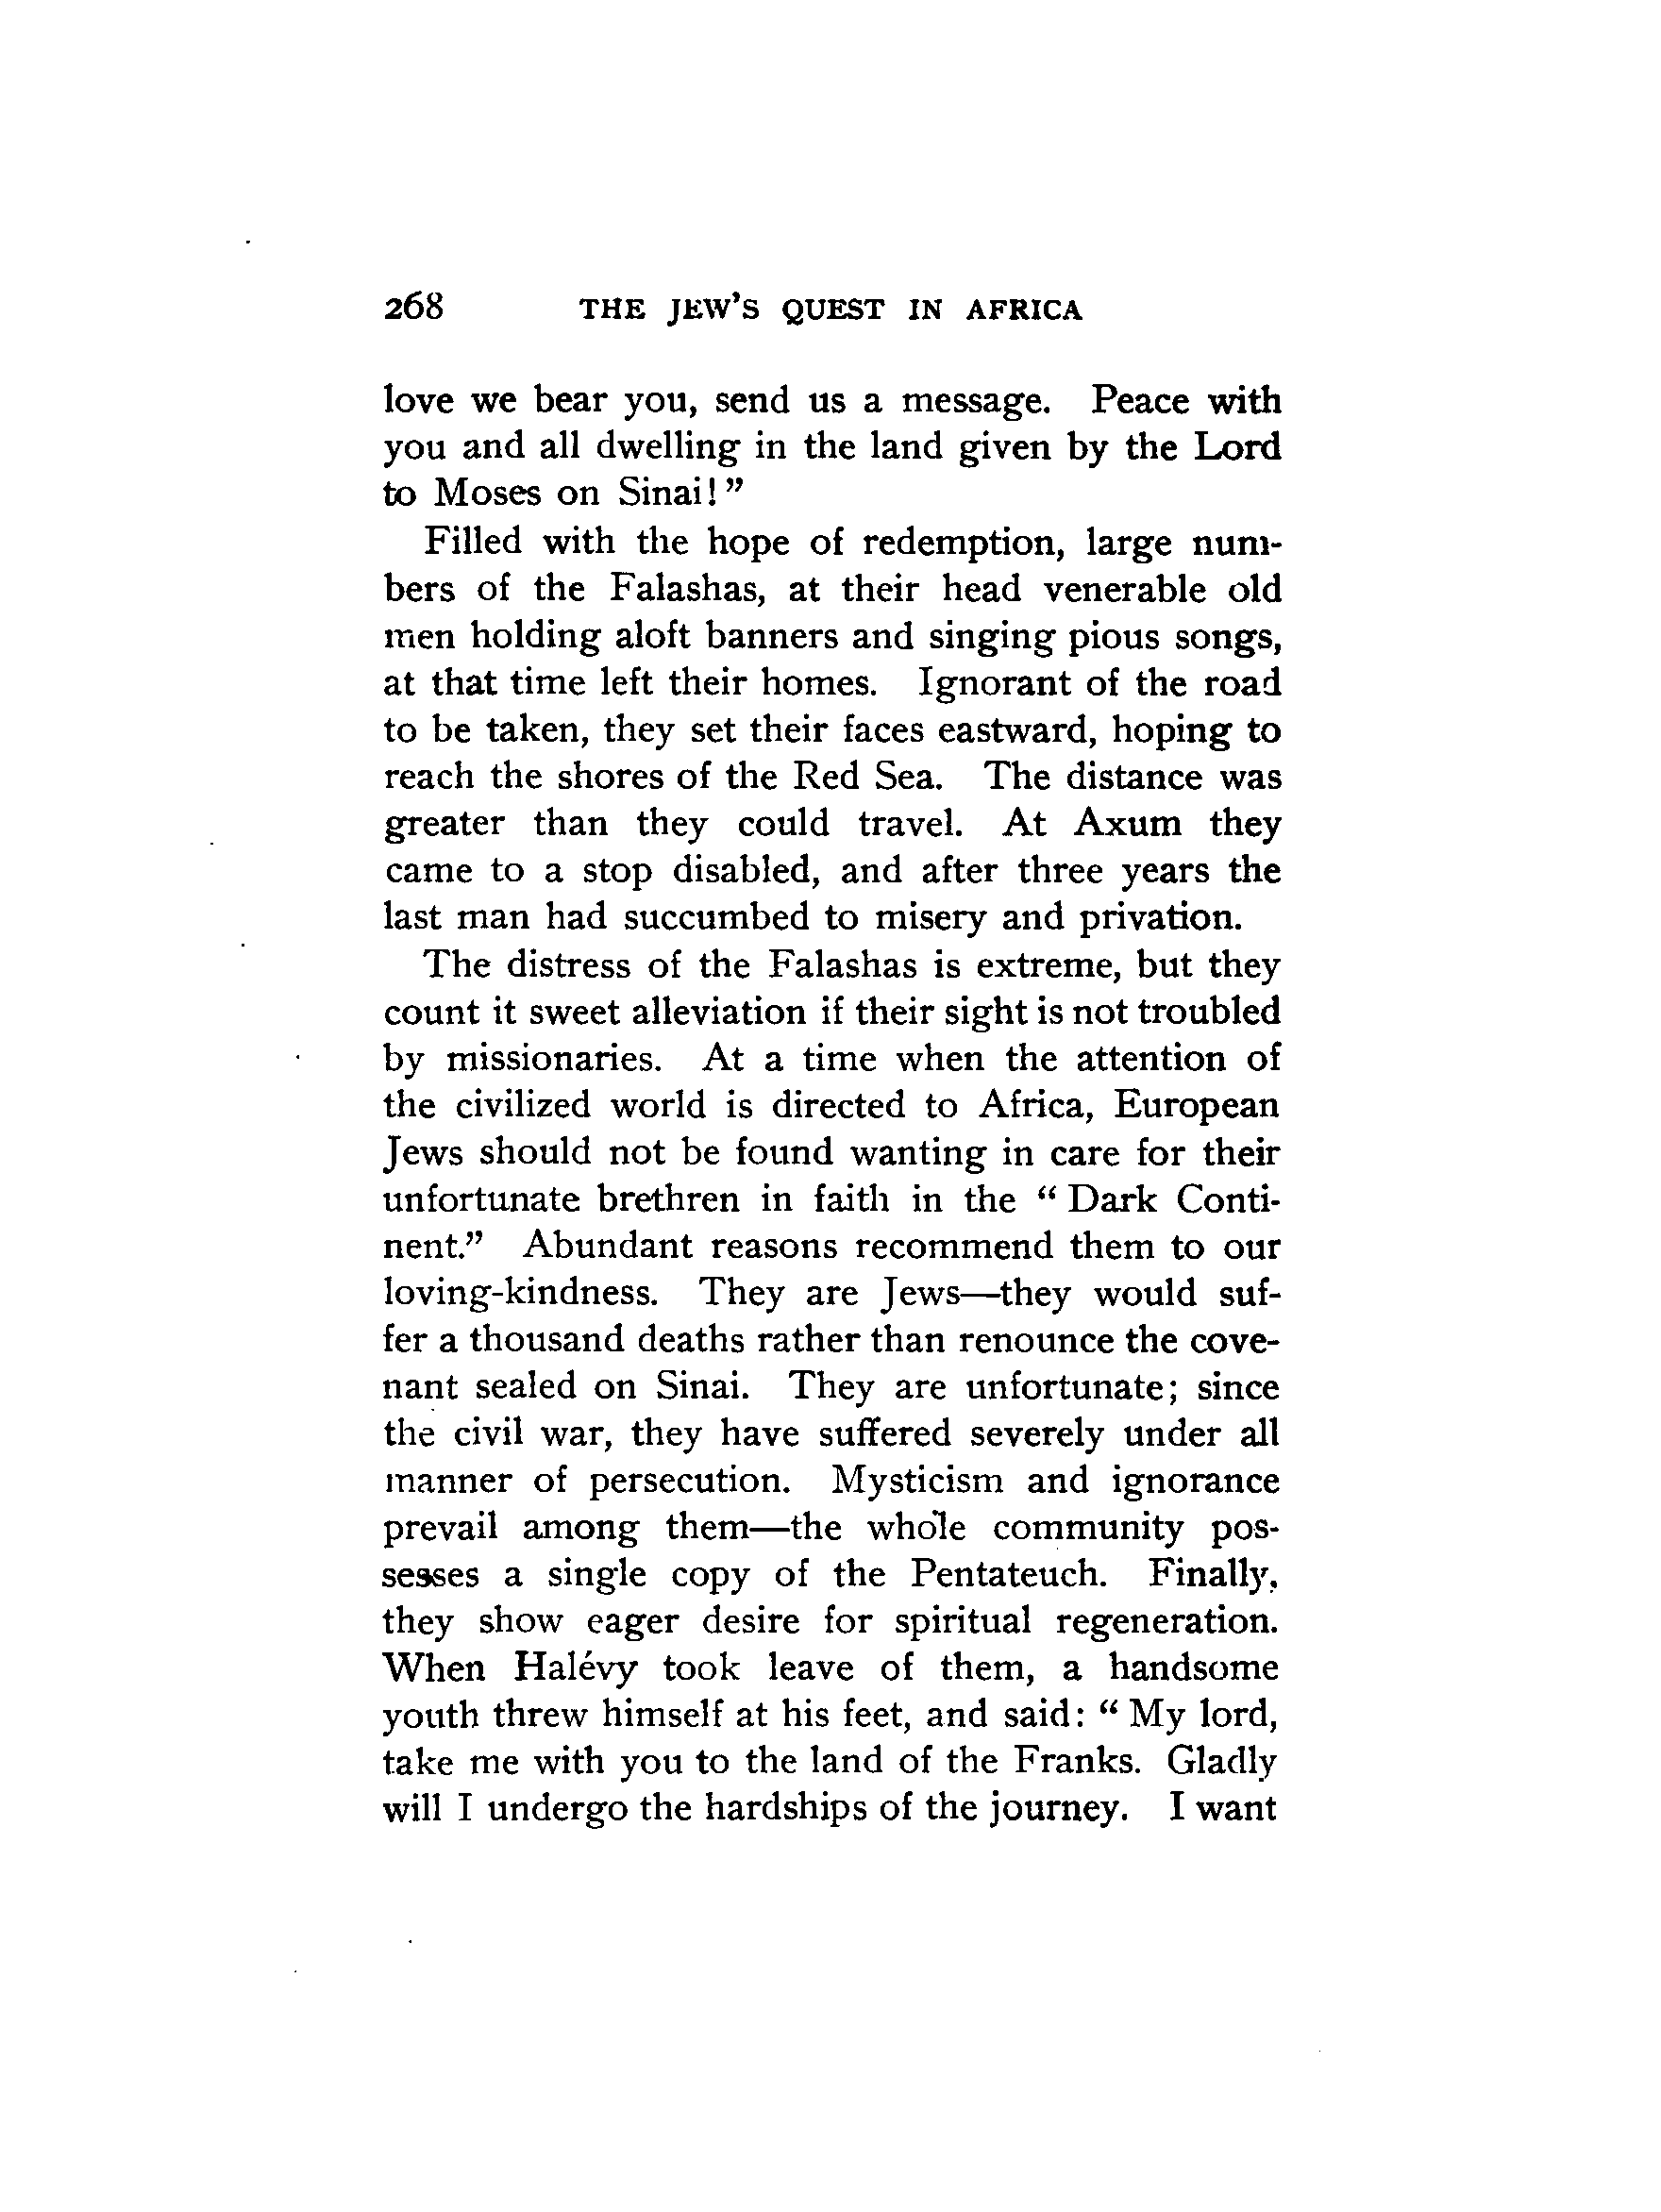 268 THE JEW'S QUEST IN AFRICA
love we bear you, send us a message. Peace with
you and all dwelling in the land given by the Lord
to Moses on Sinai!"
Filled with the hope of redemption, large num-
bers of the Falashas, at their head venerable old
men holding aloft banners and singing pious songs,
at that time left their homes. Ignorant of the road
to be taken, they set their faces eastward, hoping to
reach the shores of the Red Sea. The distance was
greater than they could travel. At Axum they
came to a stop disabled, and after three years the
last man had succumbed to misery and privation.
The distress of the Falashas is extreme, but they
count it sweet alleviation if their sight is not troubled
by missionaries. At a time when the attention of
the civilized world is directed to Africa, European
Jews should not be found wanting in care for their
unfortunate brethren in faith in the "Dark Conti-
nent." Abundant reasons recommend them to our
loving-kindness. They are Jews—they would suf-
fer a thousand deaths rather than renounce the cove-
nant sealed on Sinai. They are unfortunate; since
the civil war, they have suffered severely under all
manner of persecution. Mysticism and ignorance
prevail among them—the whole community pos-
sesses a single copy of the Pentateuch. Finally,
they show eager desire for spiritual regeneration.
When Halévy took leave of them, a handsome
youth threw himself at his feet, and said: "My lord,
take me with you to the land of the Franks. Gladly
will I undergo the hardships of the journey. I want